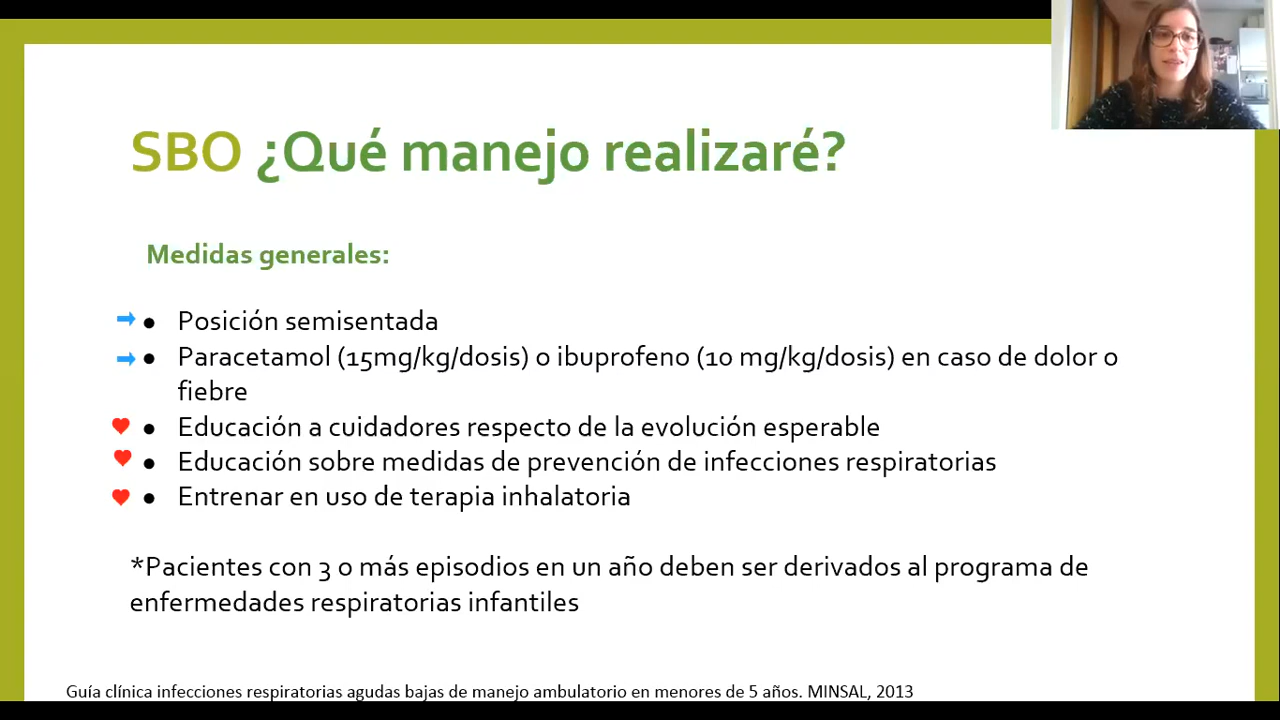 SBO ¿Qué manejo realizaré?
Medidas generales:
● Posición semisentada
● Paracetamol (15mg/kg/dosis) o ibuprofeno (10 mg/kg/dosis) en caso de dolor o
fiebre
● Educación a cuidadores respecto de la evolución esperable
● Educación sobre medidas de prevención de infecciones respiratorias
● Entrenar en uso de terapia inhalatoria
*Pacientes con 3 o más episodios en un año deben ser derivados al programa de
enfermedades respiratorias infantiles
Guía clínica infecciones respiratorias agudas bajas de manejo ambulatorio en menores de 5 años. MINSAL, 2013